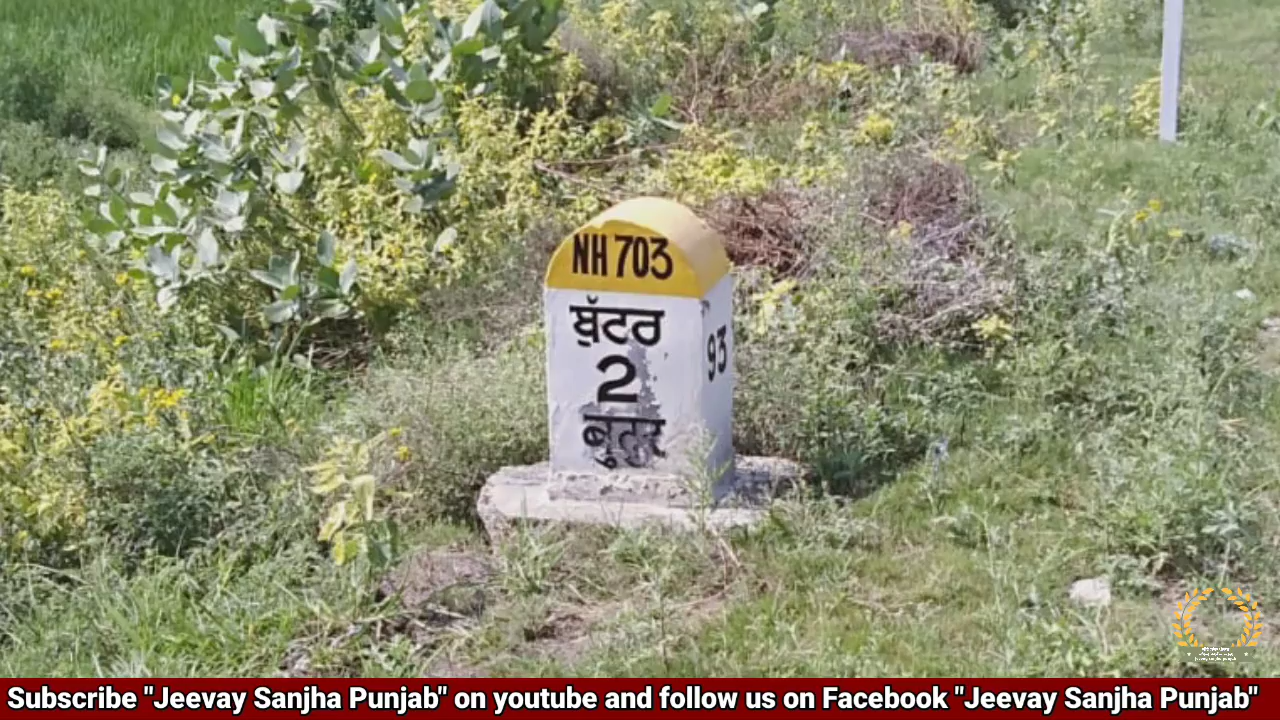 NH 703
ਬੁੱਟਰ
2
93
Subscribe "Jeevay Sanjha Punjab" on youtube and follow us on Facebook "Jeevay Sanjha Punjab"